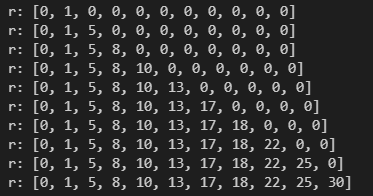 r: [0, 1, 0, 0, 0, 0, 0, 0, 0, 0, 0]
r: [0, 1, 5, 0, 0, 0, 0, 0, 0, 0, 0]
r: [0, 1, 5, 8, 0, 0, 0, 0, 0, 0, 0]
r: [0, 1, 5, 8, 10, 0, 0, 0, 0, 0, 0]
r: [0, 1, 5, 8, 10, 13, 0, 0, 0, 0, 0]
r: [0, 1, 5, 8, 10, 13, 17, 0, 0, 0, 0]
r: [0, 1, 5, 8, 10, 13, 17, 18, 0, 0, 0]
r: [0, 1, 5, 8, 10, 13, 17, 18, 22, 0, 0]
r: [0, 1, 5, 8, 10, 13, 17, 18, 22, 25, 0]
r: [0, 1, 5, 8, 10, 13, 17, 18, 22, 25, 30]